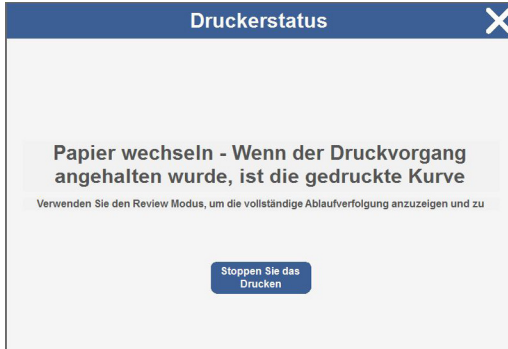 Druckerstatus
Papier wechseln - Wenn der Druckvorgang
angehalten wurde, ist die gedruckte Kurve
Verwenden Sie den Review Modus, um die vollständige Ablaufverfolgung anzuzeigen und zu
Stoppen Sie das
Drucken